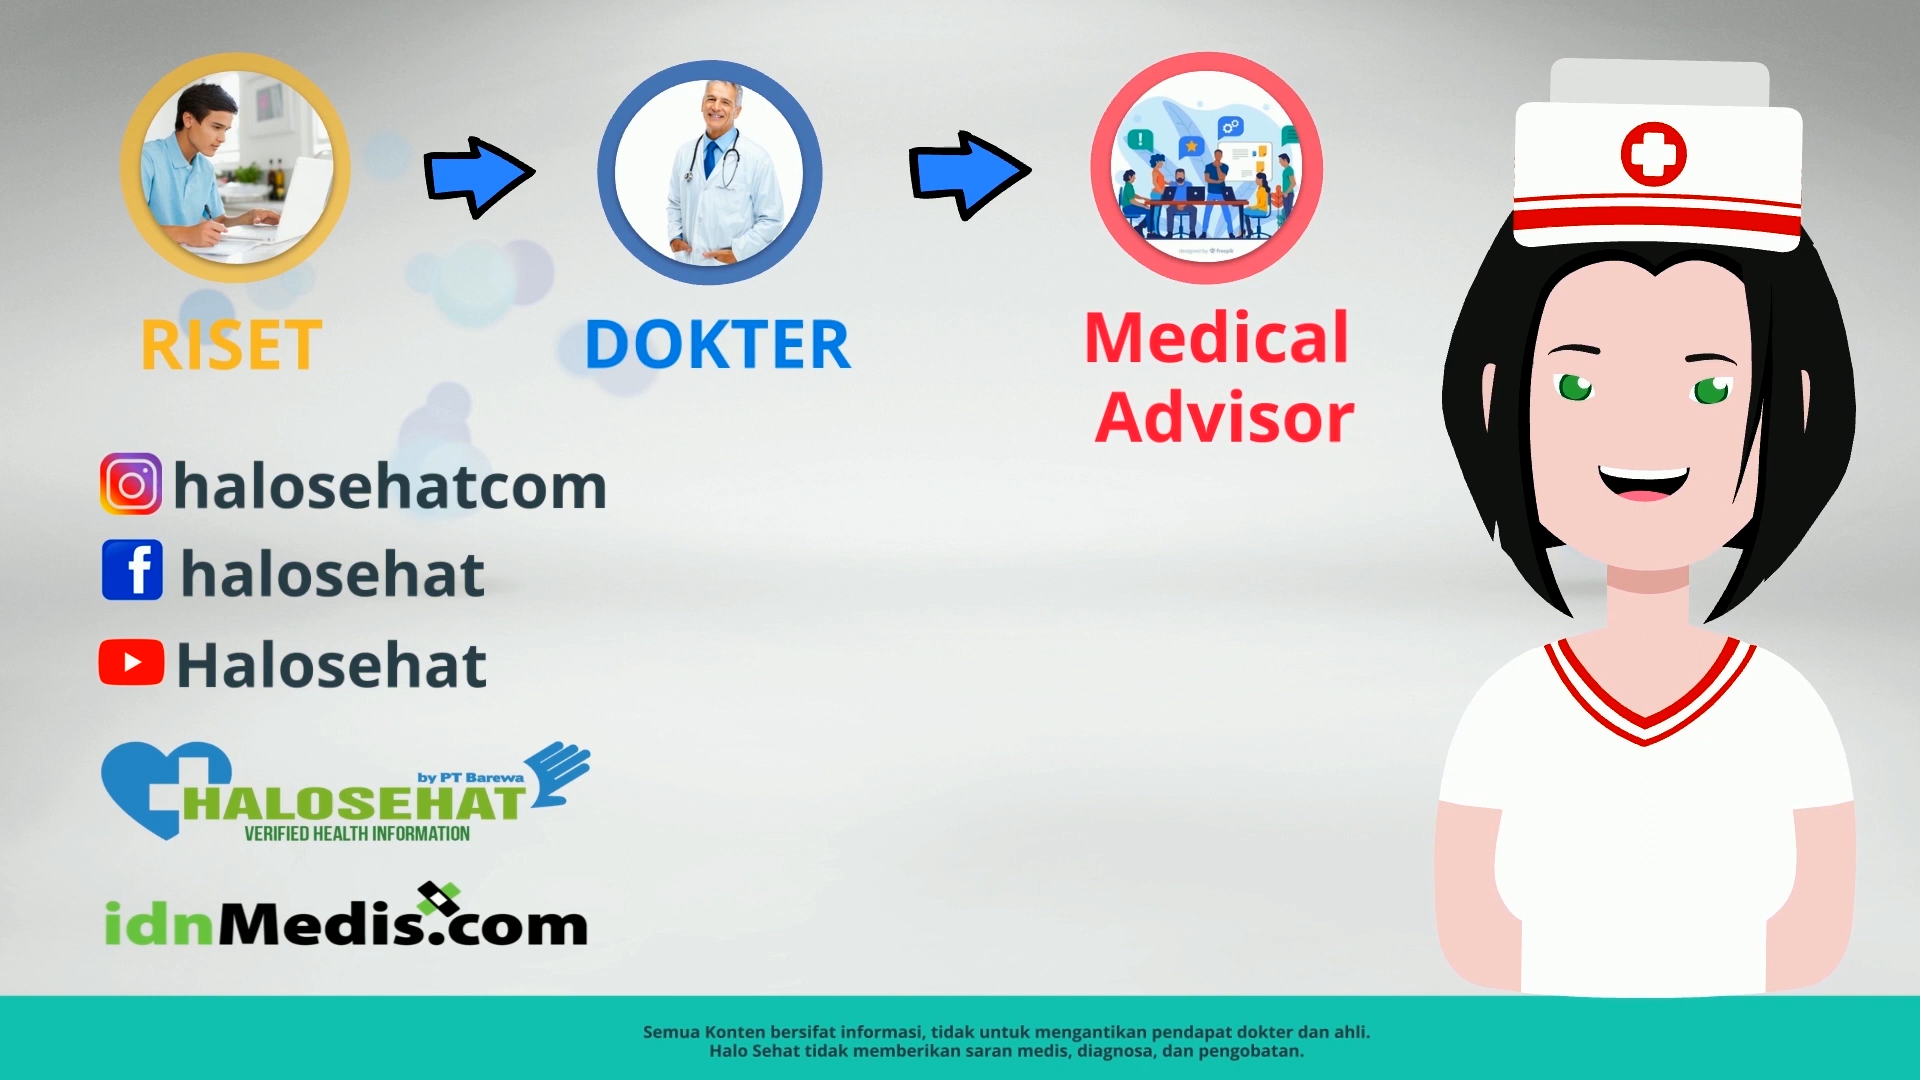 RISET
DOKTER
Medical
Advisor
halosehatcom
halosehat
Halosehat
by PT Barewa
HALOSEHAT
VERIFIED HEALTH INFORMATION
idnMedis.com
Semua Konten bersifat informasi, tidak untuk mengantikan pendapat dokter dan ahli.
Halo Sehat tidak memberikan saran medis, diagnosa, dan pengobatan.